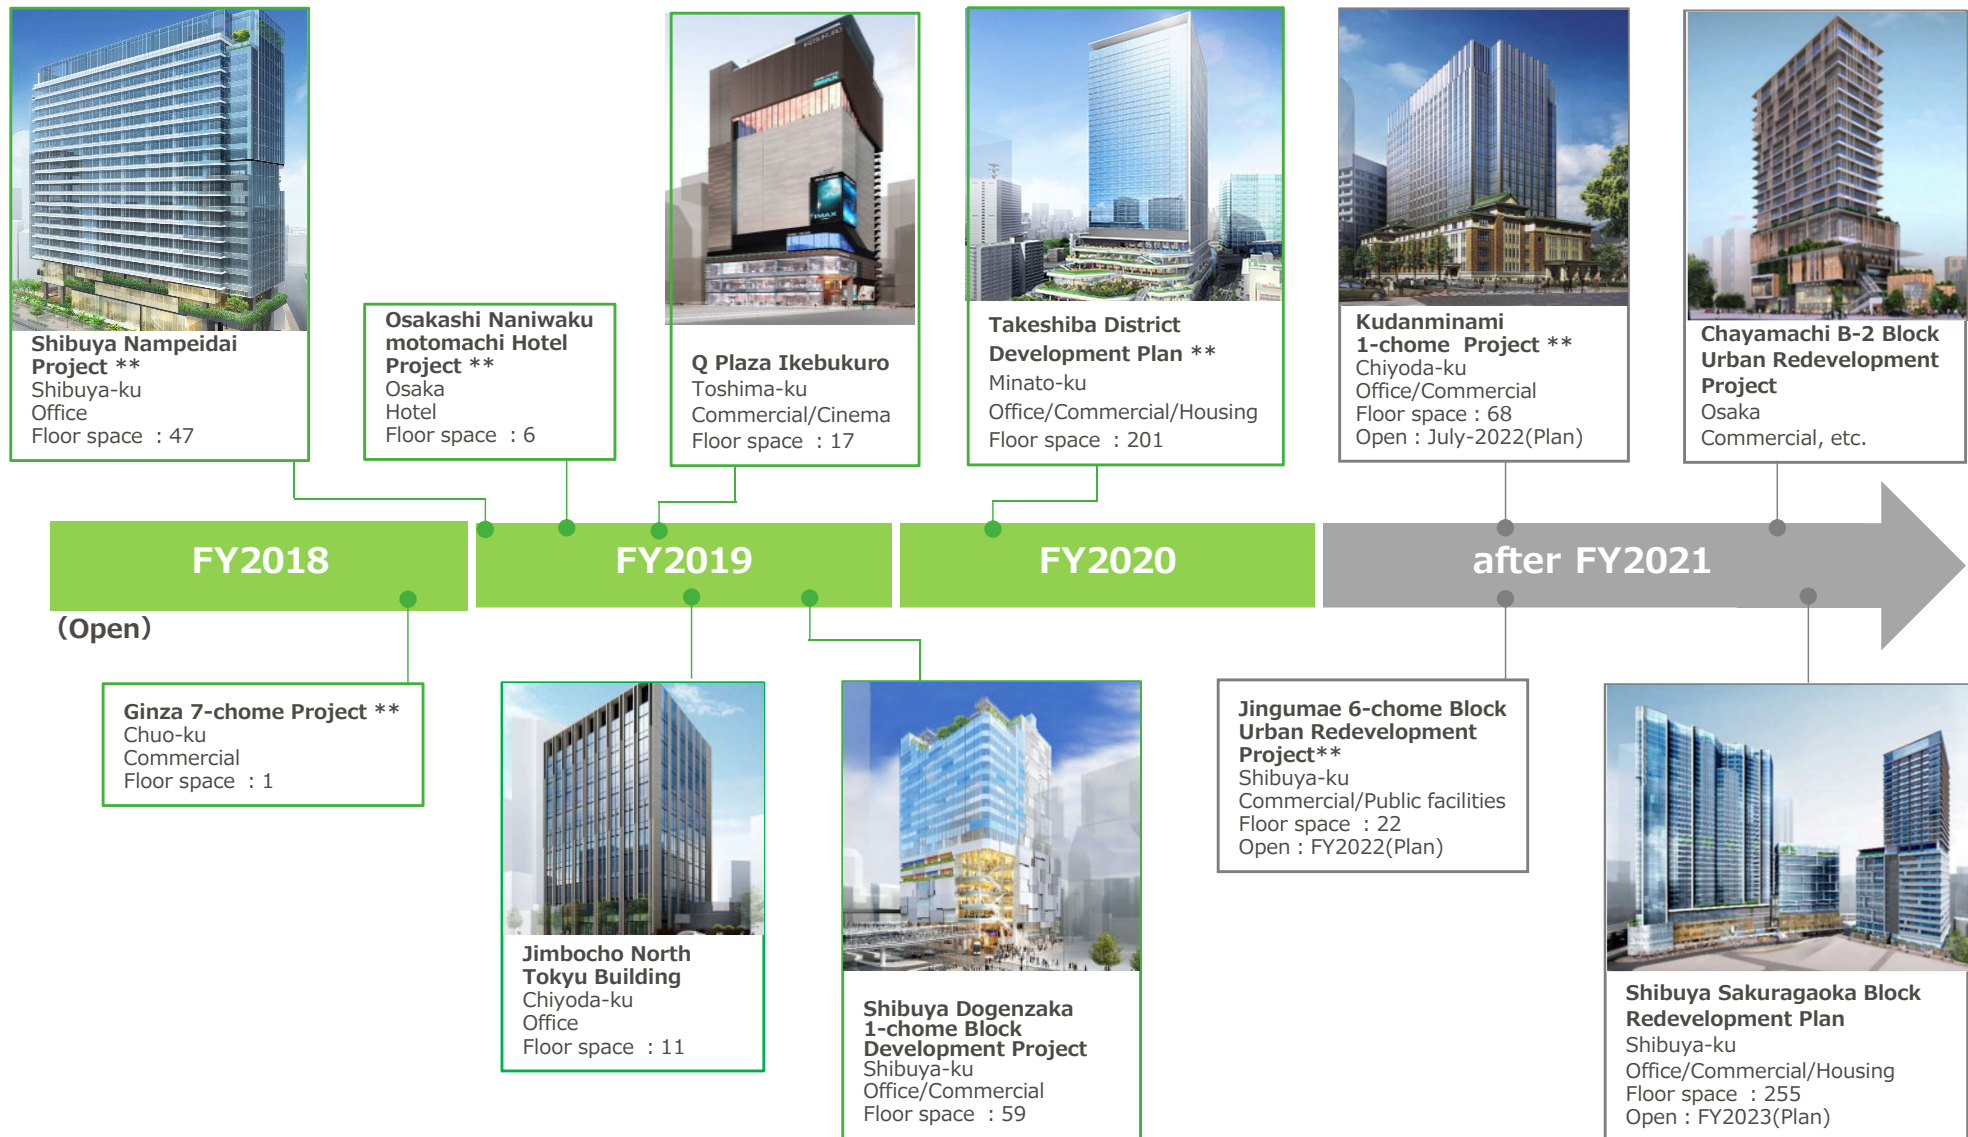 Shibuya Nampeidai
Project **
Shibuya-ku
Office
Floor space : 47
Osakashi Naniwaku
motomachi Hotel
Project **
Osaka
Hotel
Floor space : 6
IKEBUKURO
IMAX
IMAX
Q Plaza Ikebukuro
Toshima-ku
Commercial/Cinema
Floor space : 17
Takeshiba District
Development Plan **
Minato-ku
Office/Commercial/Housing
Floor space : 201
Kudanminami
1-chome Project **
Chiyoda-ku
Office/Commercial
Floor space : 68
Open : July-2022(Plan)
Chayamachi B-2 Block
Urban Redevelopment
Project
Osaka
Commercial, etc.
FY2018
FY2019
FY2020
after FY2021
（Open）
Ginza 7-chome Project **
Chuo-ku
Commercial
Floor space : 1
Jimbocho North
Tokyu Building
Chiyoda-ku
Office
Floor space : 11
Shibuya Dogenzaka
1-chome Block
Development Project
Shibuya-ku
Office/Commercial
Floor space : 59
Jingumae 6-chome Block
Urban Redevelopment
Project**
Shibuya-ku
Commercial/Public facilities
Floor space : 22
Open : FY2022(Plan)
Shibuya Sakuragaoka Block
Redevelopment Plan
Shibuya-ku
Office/Commercial/Housing
Floor space : 255
Open : FY2023(Plan)